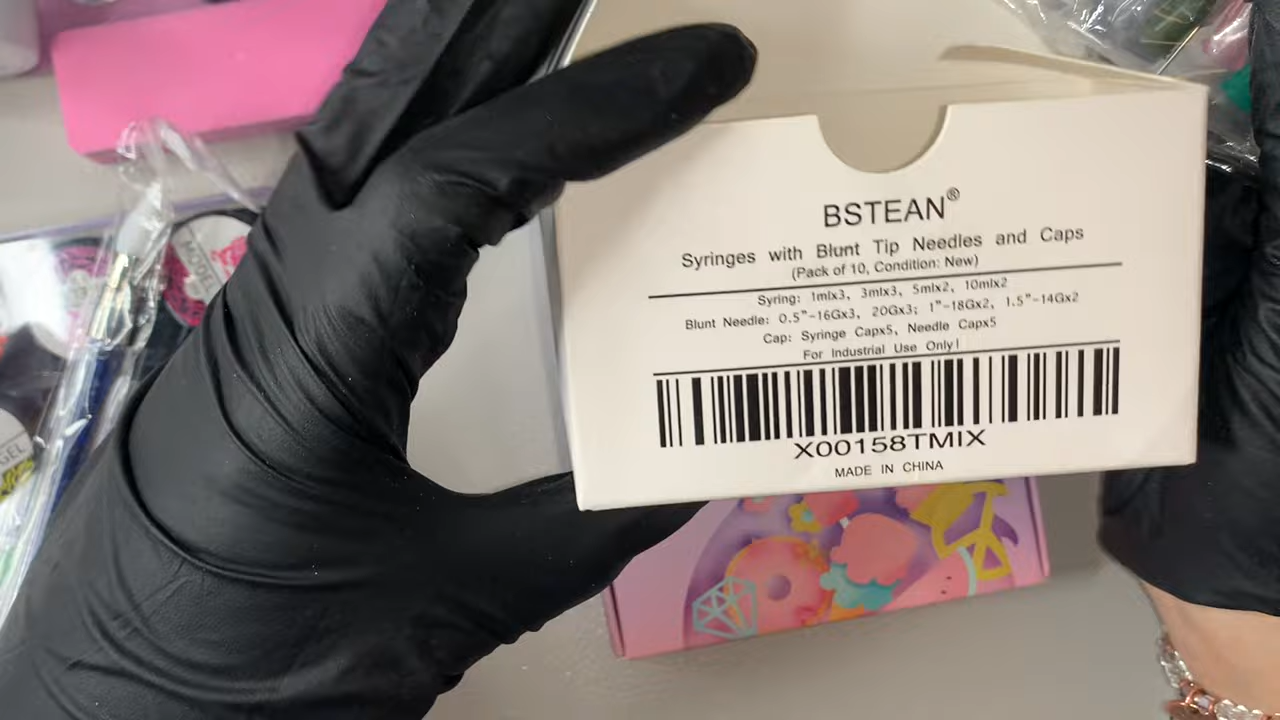 BSTEAN®
Syringes with Blunt Tip Needles and Caps
(Pack of 10, Condition: New)
Syring: 1mlx3, 3mlx3, 5mlx2, 10mlx2
Blunt Needle: 0.5"-16Gx3, 20Gx3; 1"-18Gx2, 1.5"-14Gx2
Cap: Syringe Capx5, Needle Capx5
For Industrial Use Only!
X00158TMIX
MADE IN CHINA
GEL